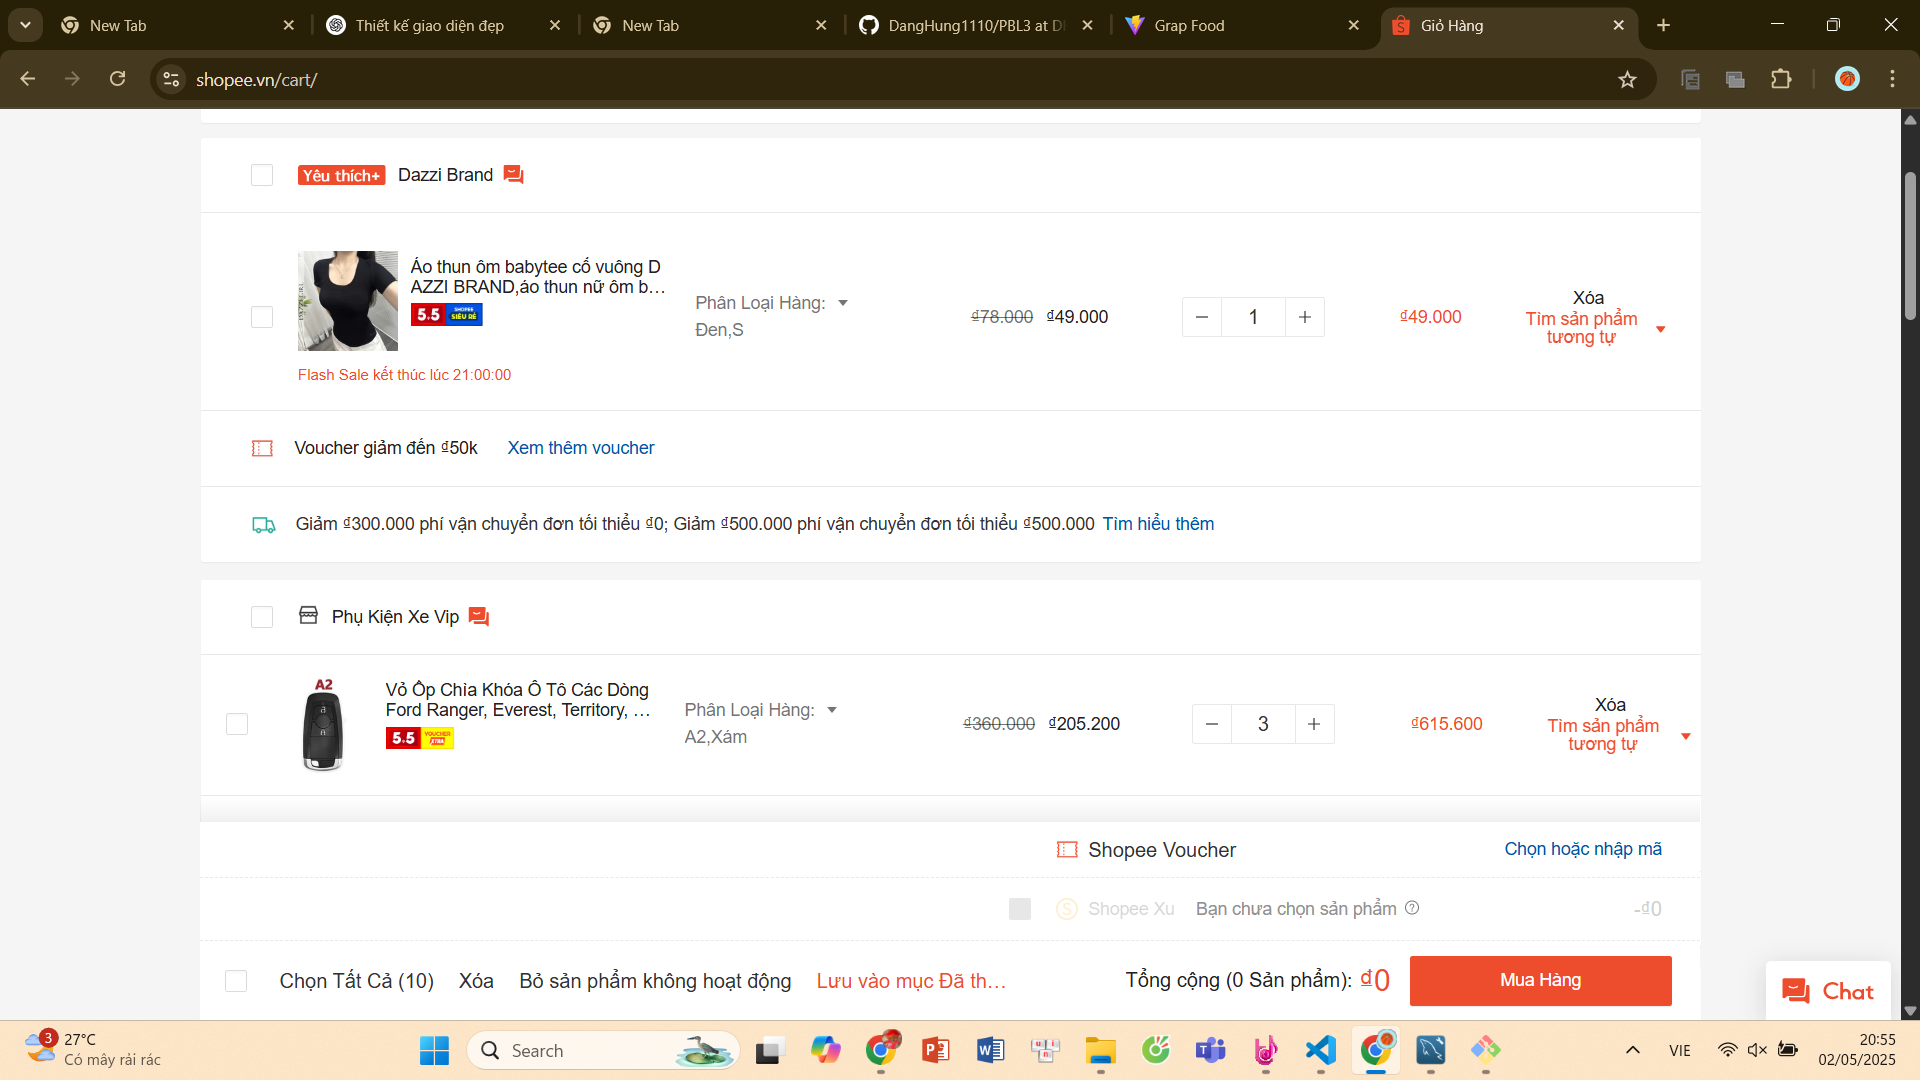 New Tab
Thiết kế giao diện đẹp
New Tab
DangHung1110/PBL3 at D
Grap Food
Giỏ Hàng
shopee.vn/cart/
Yêu thích+ Dazzi Brand
Áo thun ôm babytee cổ vuông D
AZZI BRAND,áo thun nữ ôm b…
5.5 SHOPEE SIÊU RẺ
Phân Loại Hàng:
Đen,S
₫78.000 ₫49.000
1
₫49.000
Xóa
Tìm sản phẩm
tương tự
Flash Sale kết thúc lúc 21:00:00
Voucher giảm đến ₫50k Xem thêm voucher
Giảm ₫300.000 phí vận chuyển đơn tối thiểu ₫0; Giảm ₫500.000 phí vận chuyển đơn tối thiểu ₫500.000 Tìm hiểu thêm
Phụ Kiện Xe Vip
A2
Vỏ Ốp Chìa Khóa Ô Tô Các Dòng
Ford Ranger, Everest, Territory, …
5.5 VOUCHER XTRA
Phân Loại Hàng:
A2,Xám
₫360.000 ₫205.200
3
₫615.600
Xóa
Tìm sản phẩm
tương tự
Shopee Voucher
Chọn hoặc nhập mã
Shopee Xu Bạn chưa chọn sản phẩm
-₫0
Chọn Tất Cả (10) Xóa Bỏ sản phẩm không hoạt động Lưu vào mục Đã th…
Tổng cộng (0 Sản phẩm): ₫0
Mua Hàng
Chat
3
27°C
Có mây rải rác
Search
VIE
20:55
02/05/2025